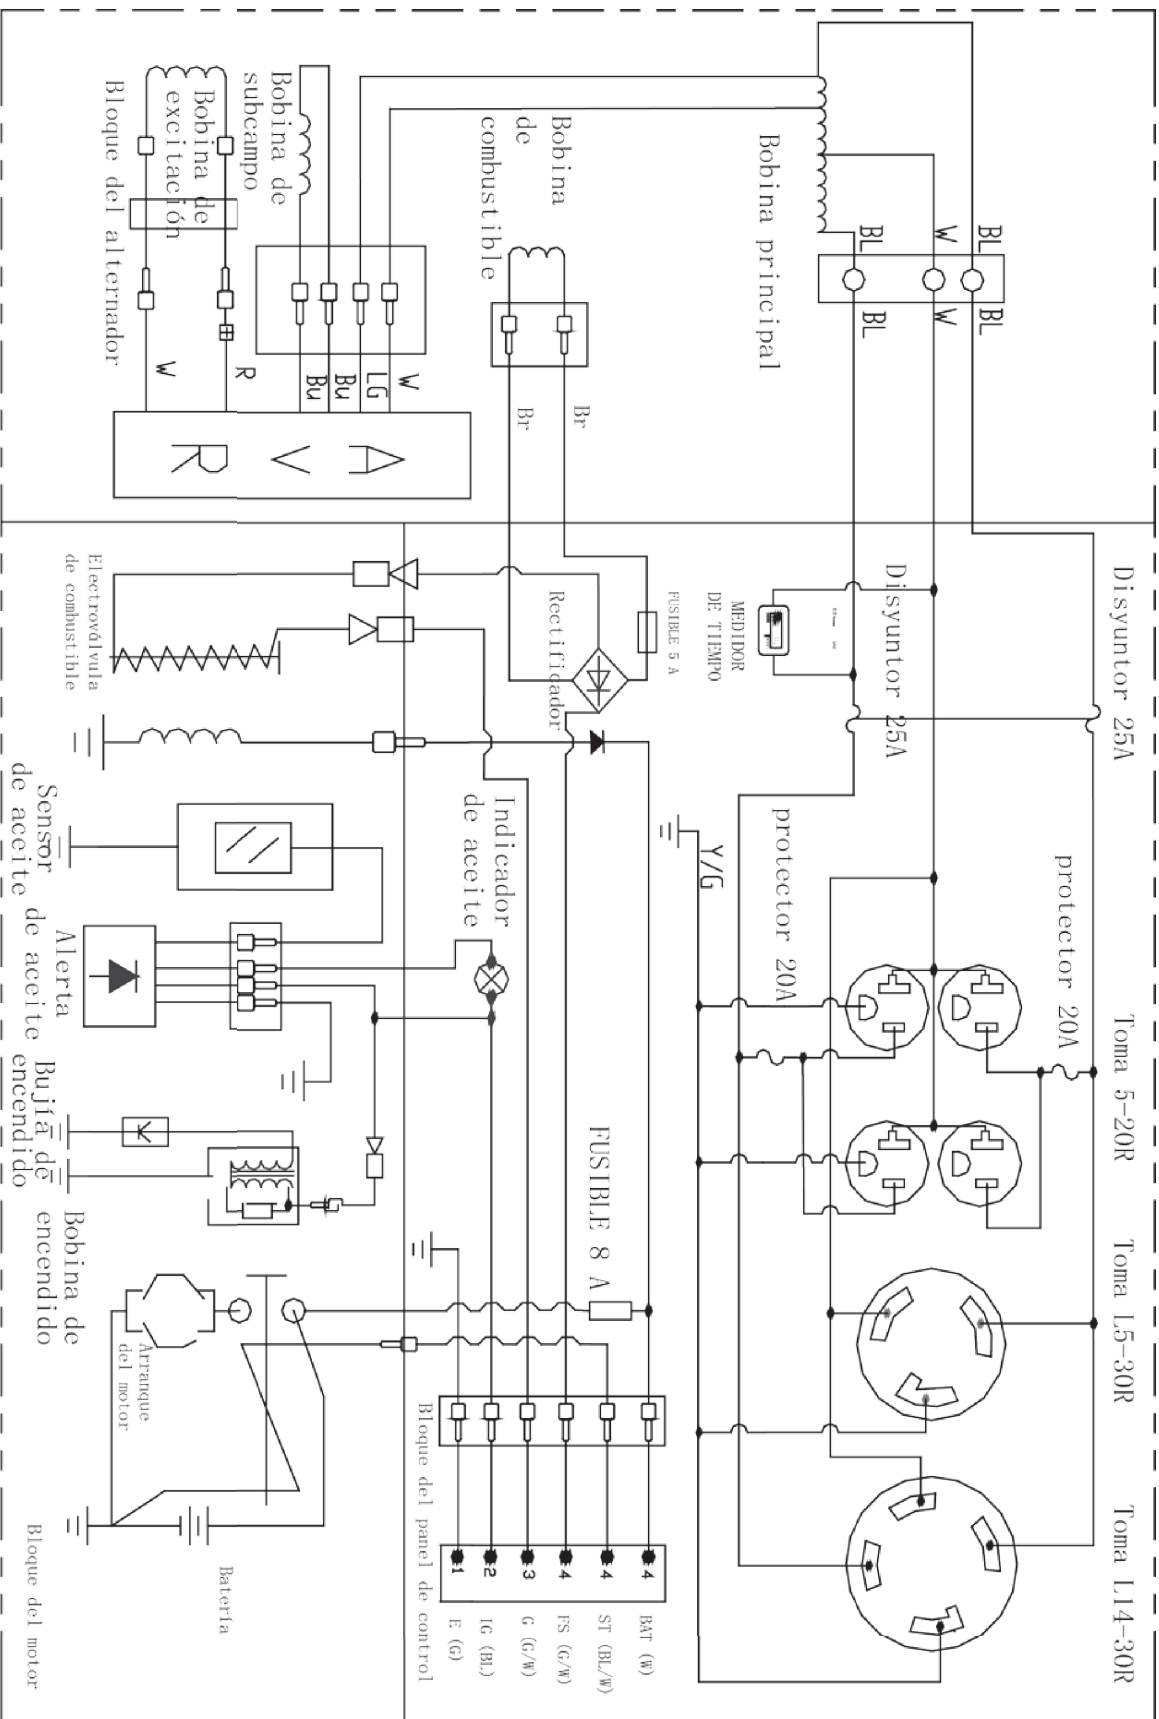 Disyuntor 25A
Toma 5-20R
Toma L5-30R
Toma L14-30R
protector 20A
BL
W
BL
BL
W
BL
Disyuntor 25A
protector 20A
Bobina principal
MEDIDOR
DE TIEMPO
Y/G
FUSIBLE 5 A
FUSIBLE 8 A
BAT (W)
ST (BL/W)
FS (G/W)
G (G/W)
IG (BL)
E (G)
4
4
4
3
2
1
Bobina
de
combustible
Br
Br
Rectificador
Indicador
de aceite
Bloque del panel de control
Bobina de
subcampo
W
LG
Bu
Bu
A V R
Bobina de
excitación
R
W
Bloque del alternador
Electroválvula
de combustible
Sensor
de aceite
Alerta
de aceite
Bujía de
encendido
Bobina de
encendido
Arranque
del motor
Batería
Bloque del motor